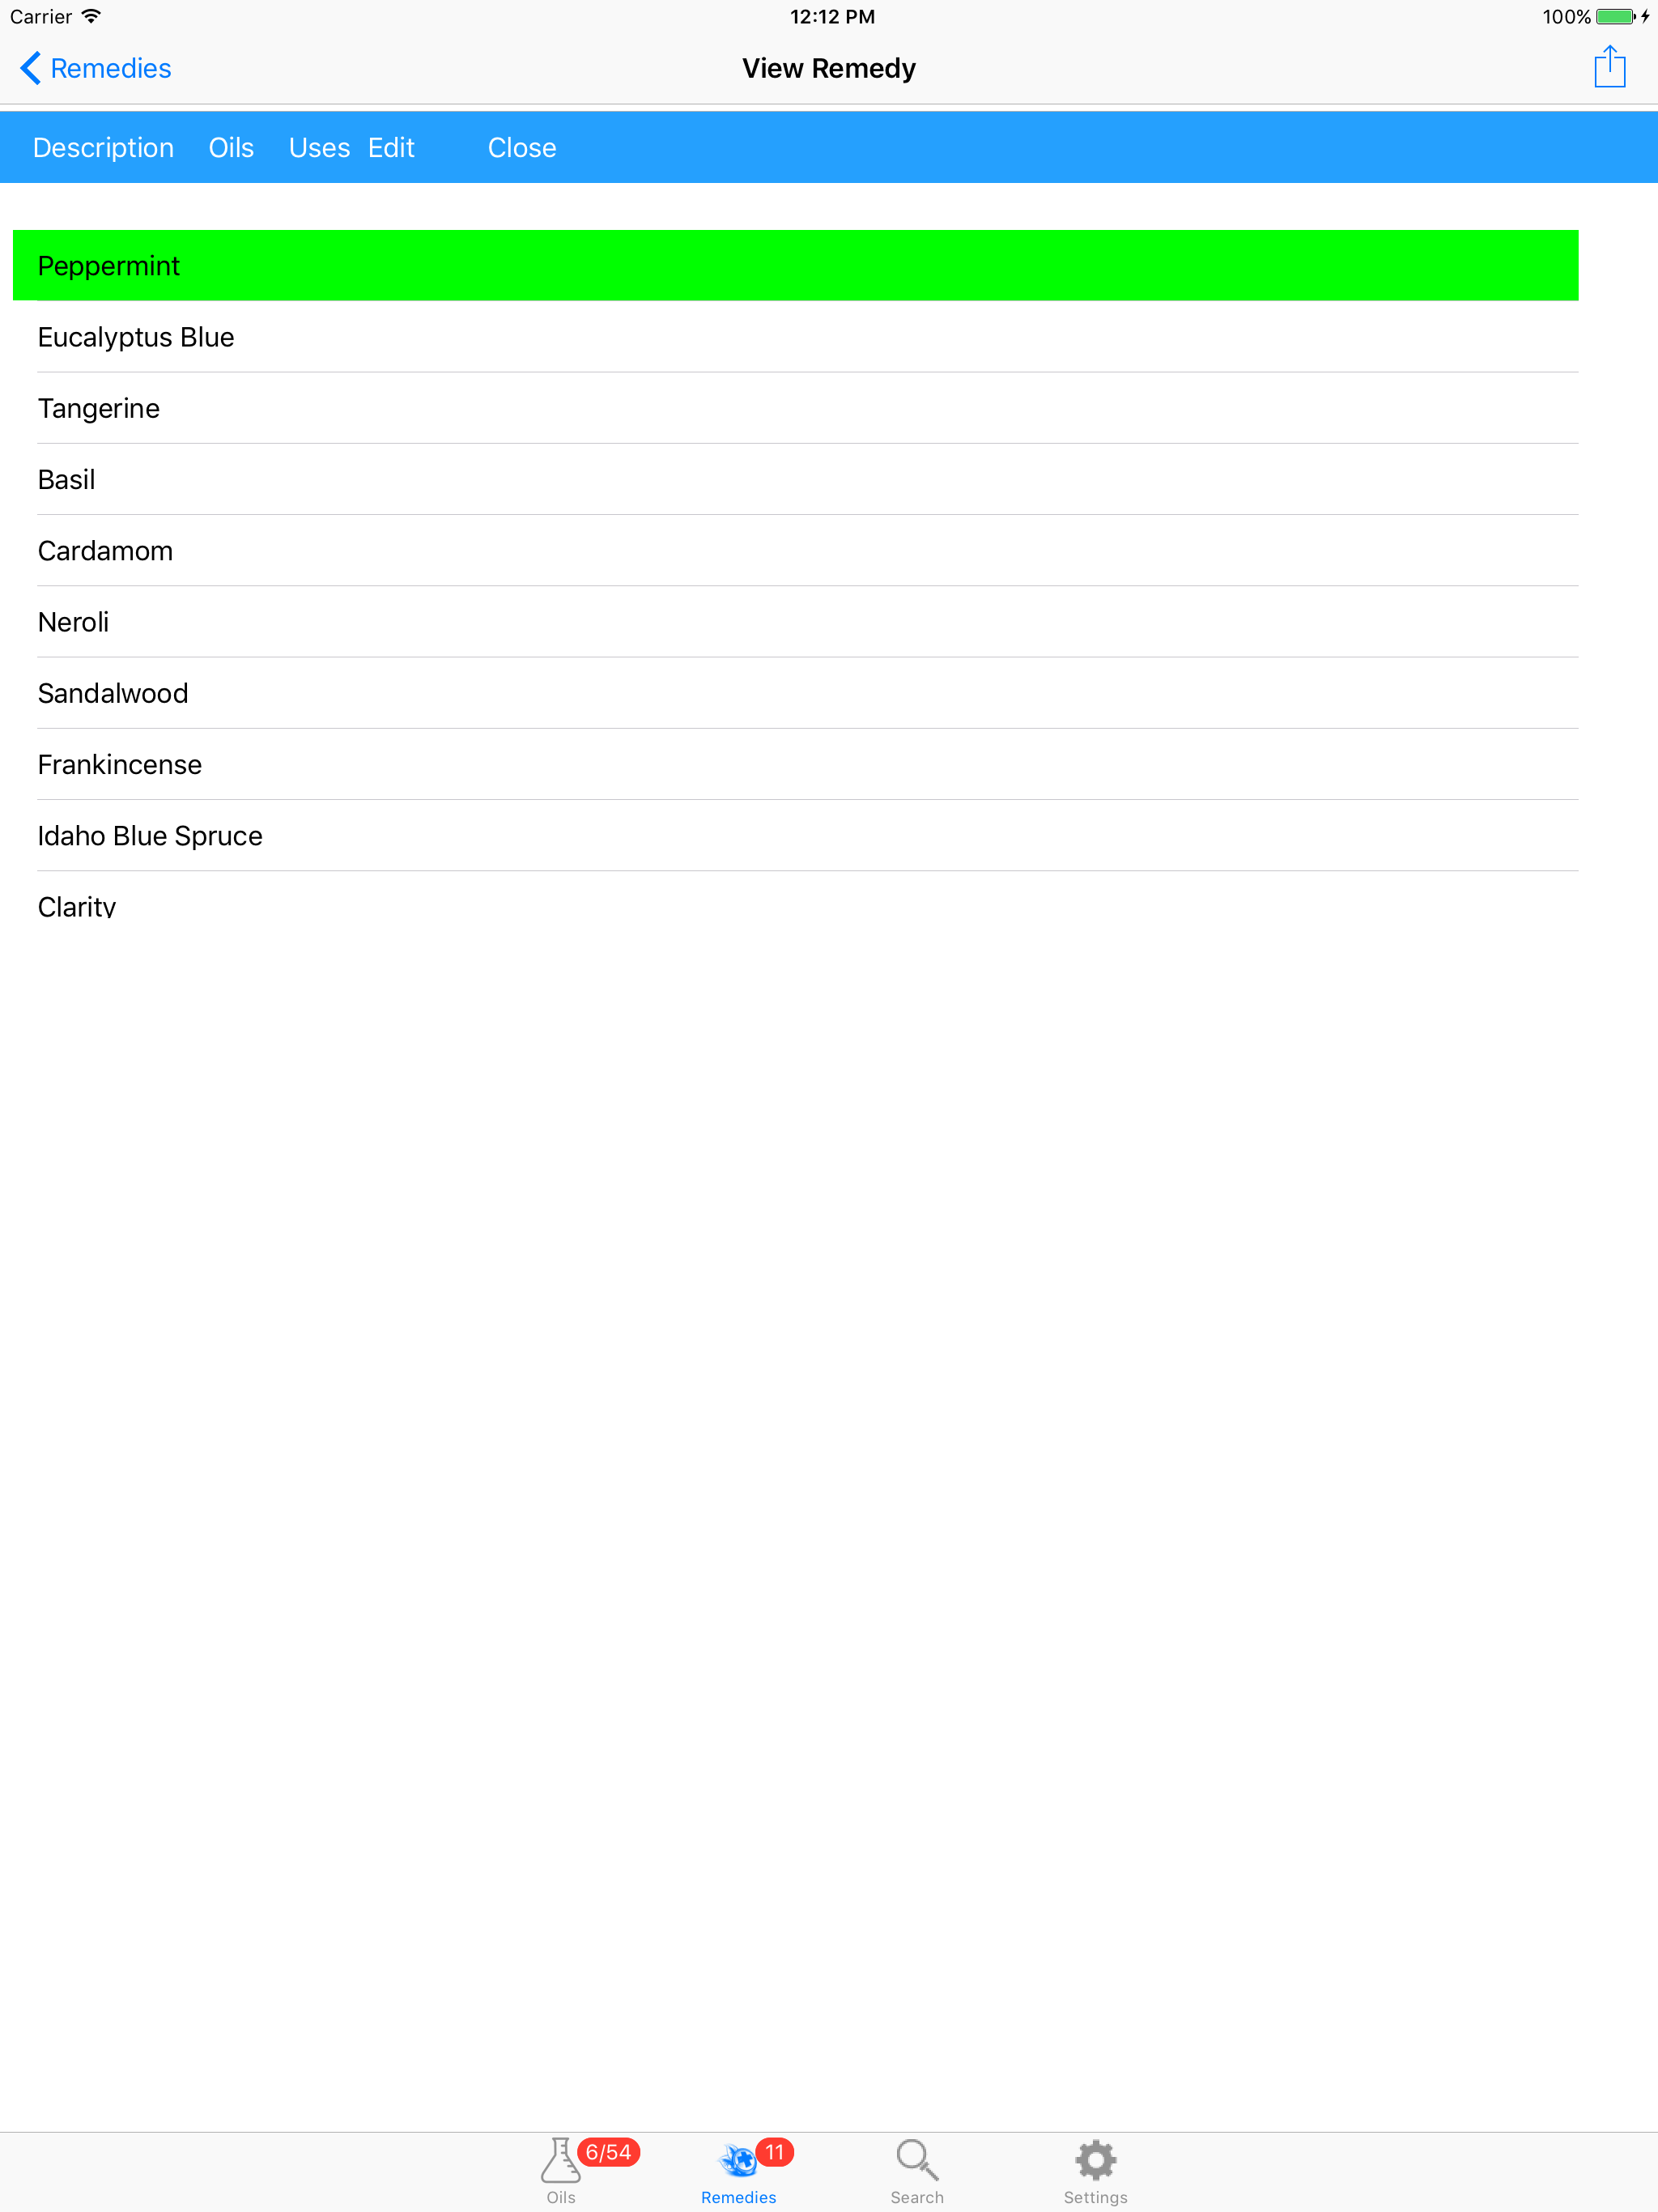 Carrier 12:12 PM 100%
Remedies View Remedy
Description Oils Uses Edit Close
Peppermint
Eucalyptus Blue
Tangerine
Basil
Cardamom
Neroli
Sandalwood
Frankincense
Idaho Blue Spruce
Clarity
6/54 11
Oils Remedies Search Settings